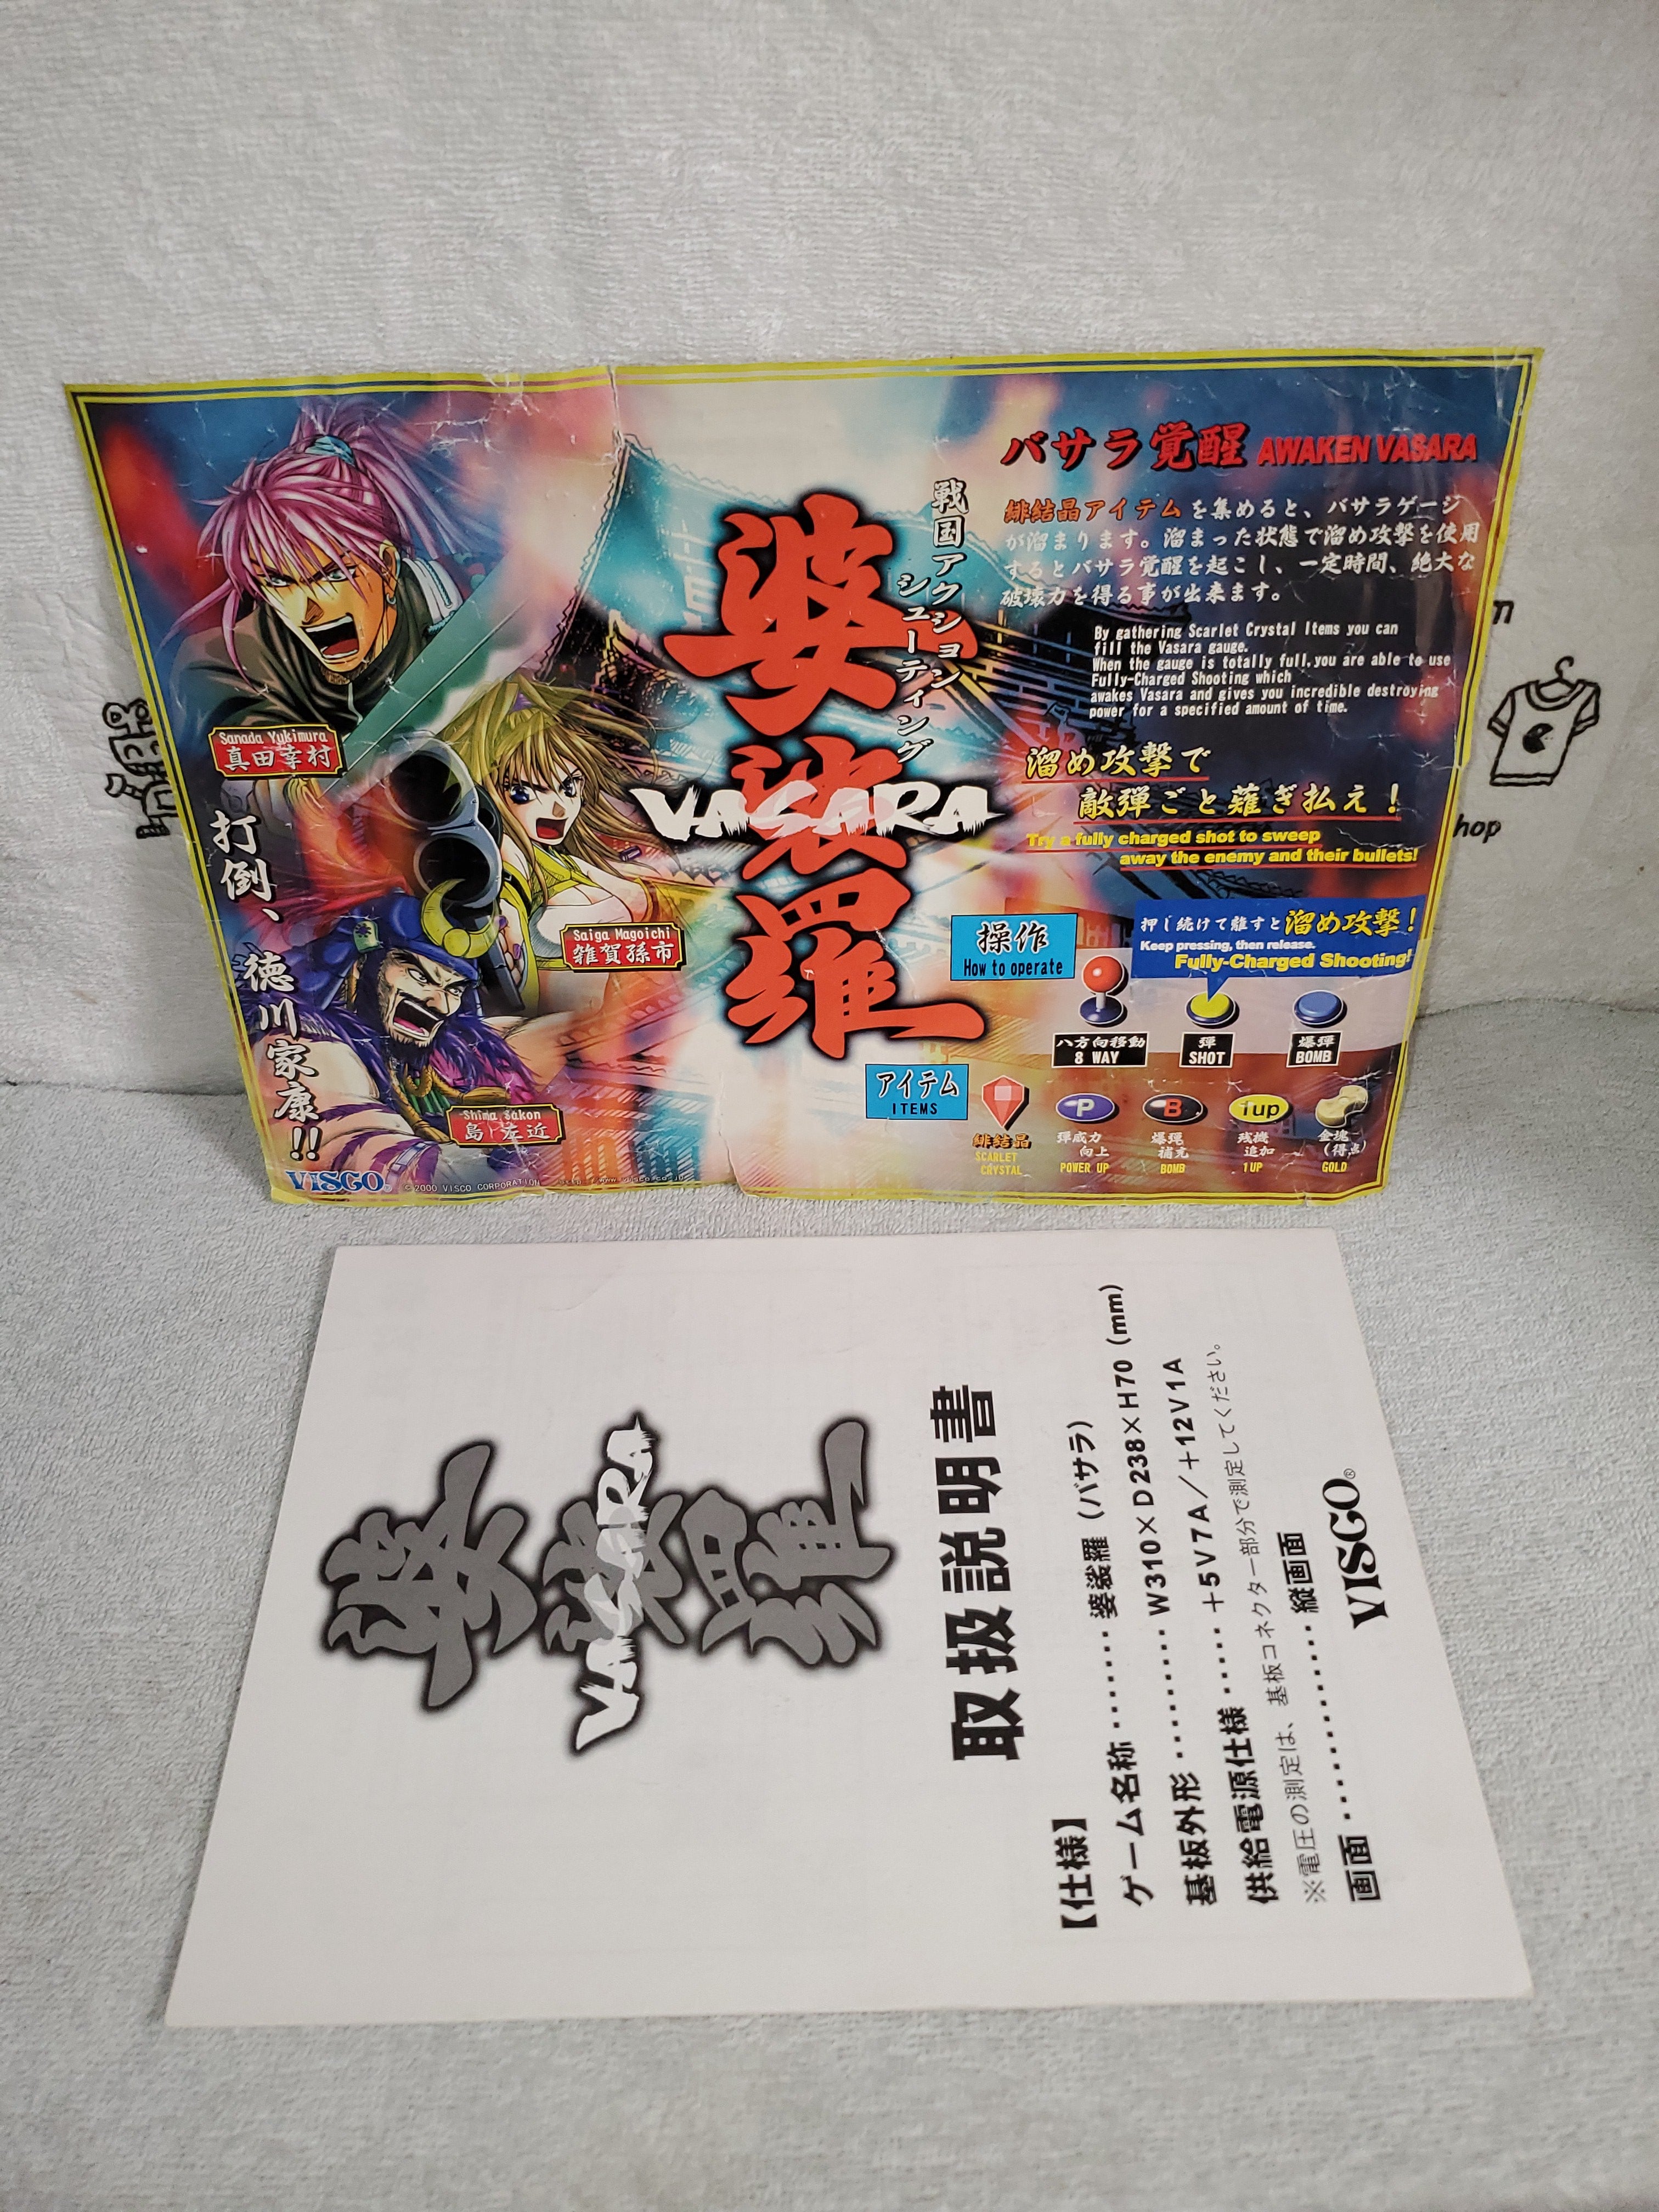 バサラ覚醒 AWAKEN VASARA
緋結晶アイテムを集めると、バサラゲージ
が溜まります。溜まった状態で溜め攻撃を使用
するとバサラ覚醒を起こし、一定時間、絶大な
破壊力を得る事が出来ます。
By gathering Scarlet Crystal Items you can
fill the Vasara gauge.
When the gauge is totally full,you are able to use
Fully-Charged Shooting which
awakes Vasara and gives you incredible destroying
power for a specified amount of time.
溜め攻撃で
敵弾ごと薙ぎ払え!
Try a fully charged shot to sweep
away the enemy and their bullets!
戦国アクション
シューティング
婆娑羅
VASARA
Sanada Yukimura
真田幸村
Saiga Magoichi
雑賀孫市
Shima Sakon
島 左近
打倒、徳川家康!!
操作
How to operate
押し続けて離すと溜め攻撃!
Keep pressing, then release.
Fully-Charged Shooting!
八方向移動
8 WAY
弾
SHOT
爆弾
BOMB
アイテム
ITEMS
緋結晶
SCARLET
CRYSTAL
P
弾威力
向上
POWER UP
B
爆弾
補充
BOMB
1up
残機
追加
1UP
金塊
(得点)
GOLD
VISCO
©2000 VISCO CORPORATION
m
hop
婆娑羅
VASARA
取扱説明書
【仕様】
ゲーム名称・・・・・・・婆娑羅(バサラ)
基板外形・・・・・・・・・W310×D238×H70(mm)
供給電源仕様・・・・・+5V7A/+12V1A
※電圧の測定は、基板コネクター部分で測定してください。
画面・・・・・・・・・・・・・縦画面
VISCO®